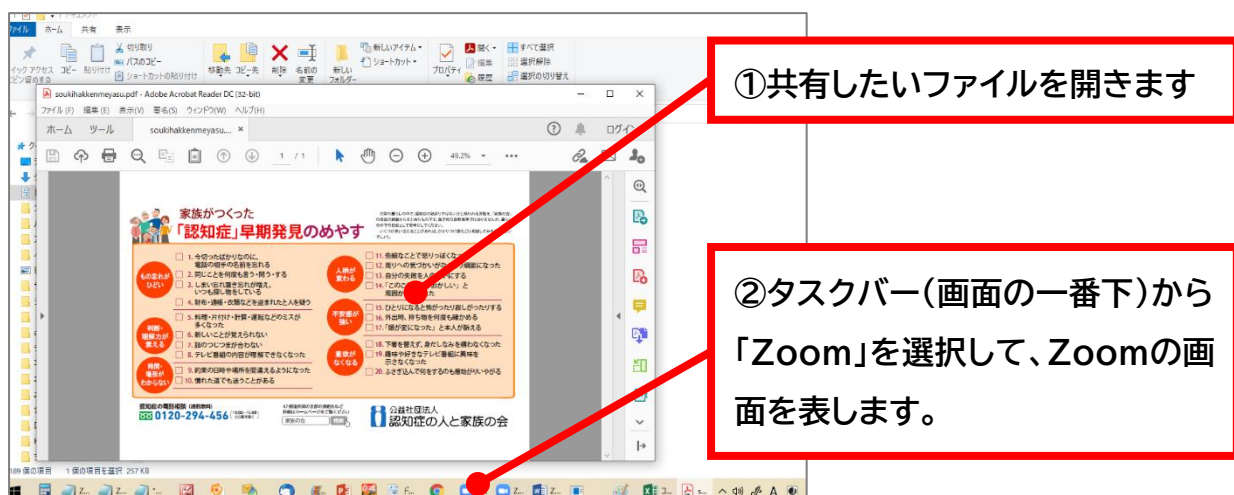 ファイル ホーム 共有 表示
切り取り
パスのコピー
ショートカットの貼り付け
コピー 貼り付け
移動先 コピー先 削除 名前の変更
新しいフォルダー
新しいアイテム
ショートカット
プロパティ
開く
編集
履歴
すべて選択
選択解除
選択の切り替え
soukihakkenmeyasu.pdf - Adobe Acrobat Reader DC (32-bit)
ファイル(F) 編集(E) 表示(V) 署名(S) ウィンドウ(W) ヘルプ(H)
ホーム ツール soukihakkenmeyasu.... ×
1 / 1 49.2%
家族がつくった
「認知症」早期発見のめやす
もの忘れがひどい
1. 今切ったばかりなのに、
電話の相手の名前を忘れる
2. 同じことを何度も言う・問う・する
3. しまい忘れ置き忘れが増え、
いつも探し物をしている
4. 財布・通帳・衣類などを盗まれたと人を疑う
判断・理解力が衰える
5. 料理・片付け・計算・運転などのミスが
多くなった
6. 新しいことが覚えられない
7. 話のつじつまが合わない
8. テレビ番組の内容が理解できなくなった
時間・場所がわからない
9. 約束の日時や場所を間違えるようになった
10. 慣れた道でも迷うことがある
人柄が変わる
11. 些細なことで怒りっぽくなった
12. 周りへの気づかいがな
13. 自分の失敗を人の
にする
14.「このご
おかしい」と
周囲か
不安感が強い
15. ひとりになると怖がったり寂しがったりする
16. 外出時、持ち物を何度も確かめる
17.「頭が変になった」と本人が訴える
意欲がなくなる
18. 下着を替えず、身だしなみを構わなくなった
19. 趣味や好きなテレビ番組に興味を
示さなくなった
20. ふさぎ込んで何をするのも億劫がりいやがる
認知症の電話相談
0120-294-456
家族の会
公益社団法人
認知症の人と家族の会
189 個の項目 1 個の項目を選択 257 KB
①共有したいファイルを開きます
②タスクバー(画面の一番下)から
「Zoom」を選択して、Zoomの画
面を表します。